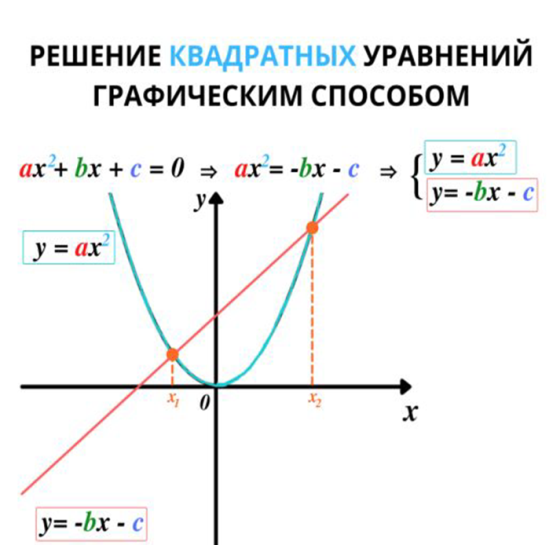 РЕШЕНИЕ КВАДРАТНЫХ УРАВНЕНИЙ
ГРАФИЧЕСКИМ СПОСОБОМ
ax²+ bx + c = 0 ⇒ ax²= -bx - c ⇒ { y = ax²
y= -bx - c
y
y = ax²
x₁ 0 x₂
x
y= -bx - c